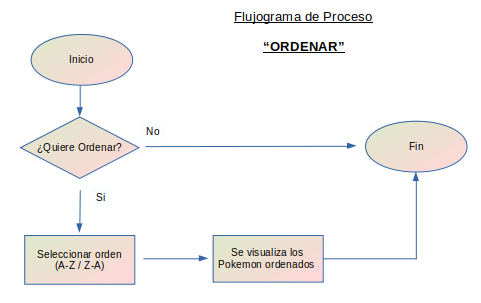 Flujograma de Proceso
“ORDENAR”
Inicio
¿Quiere Ordenar?
No
Fin
Si
Seleccionar orden
(A-Z / Z-A)
Se visualiza los
Pokemon ordenados